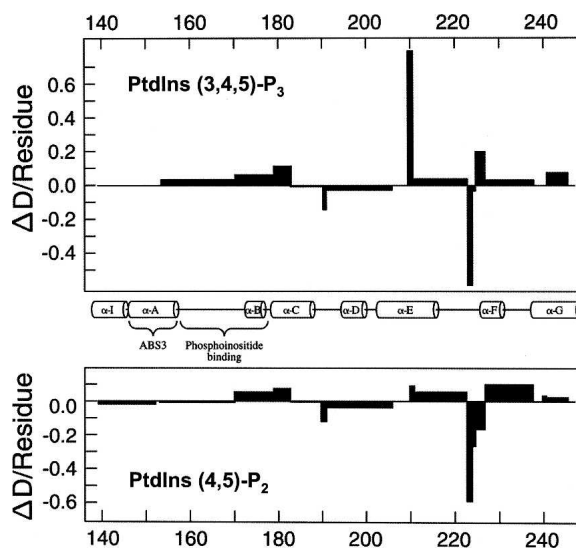 140 160 180 200 220 240
PtdIns (3,4,5)-P3
ΔD/Residue
0.6
0.4
0.2
0.0
-0.2
-0.4
α-I α-A α-B α-C α-D α-E α-F α-G
ABS3
Phosphoinositide
binding
ΔD/Residue
0.0
-0.2
-0.4
-0.6
PtdIns (4,5)-P2
140 160 180 200 220 240